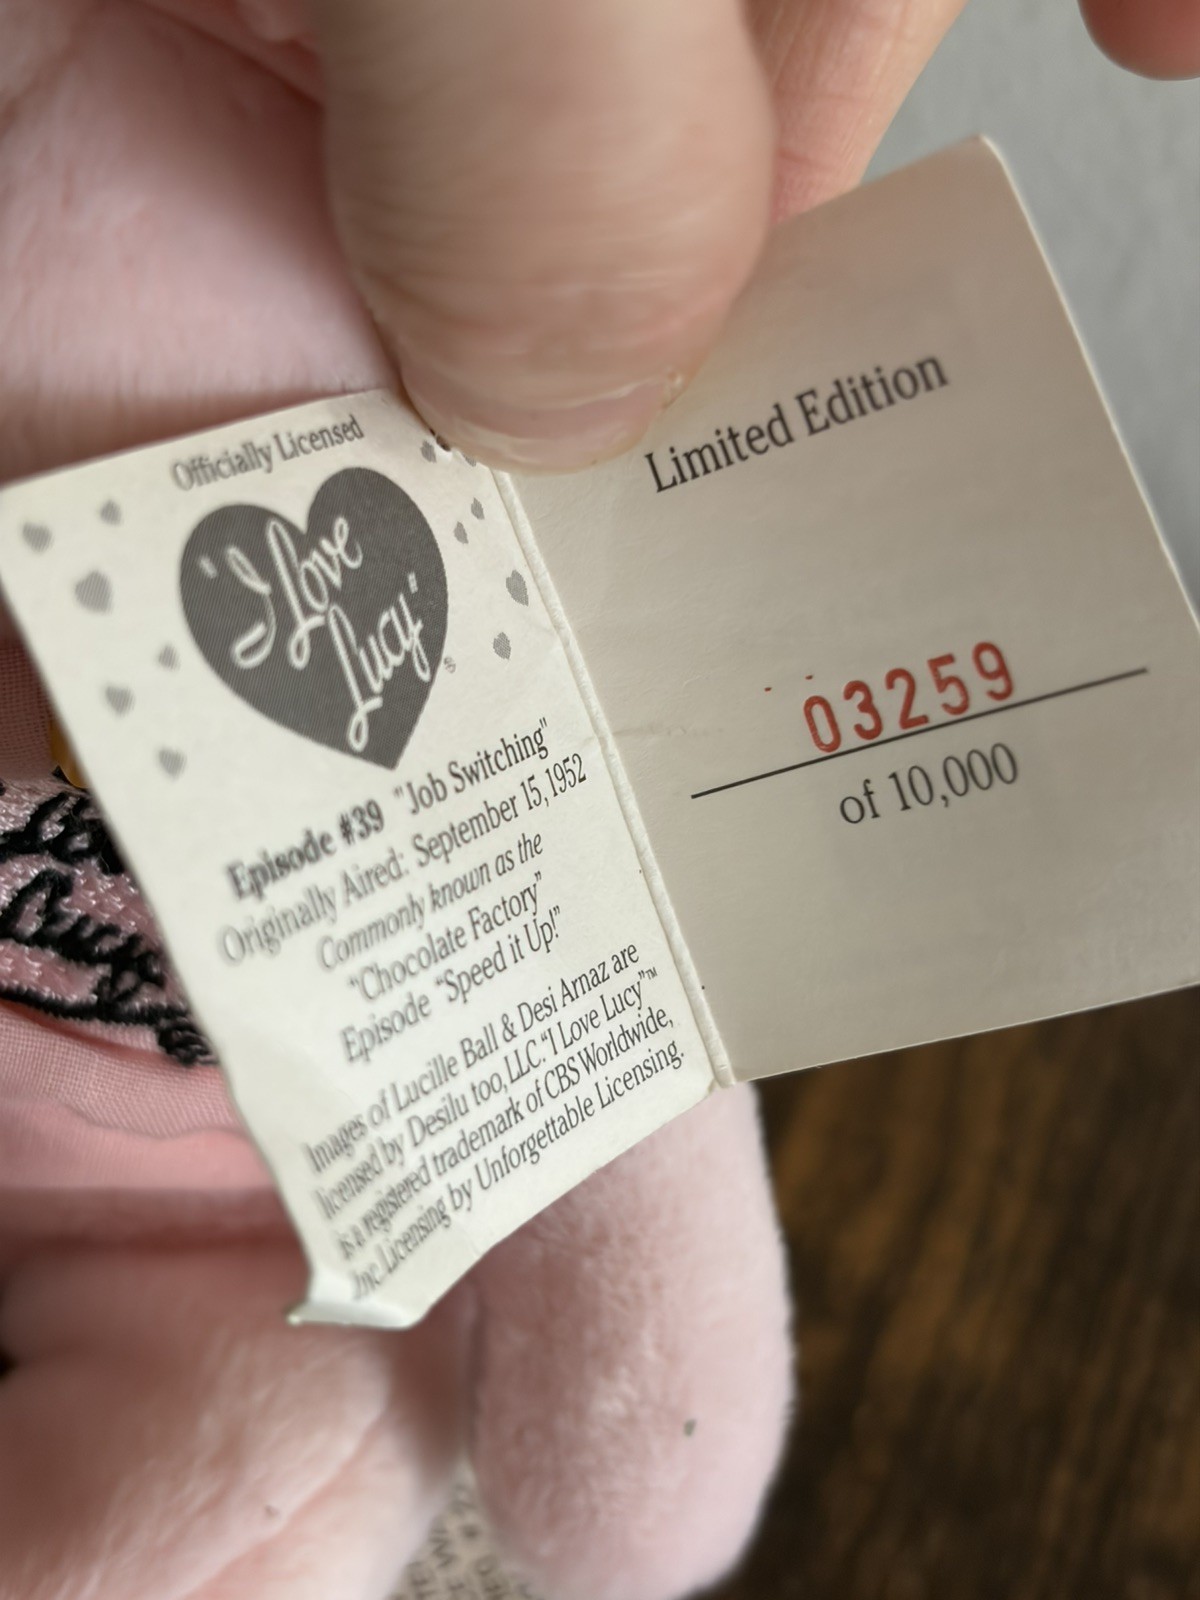 Officially Licensed
"I Love
Lucy"®
Episode #39 "Job Switching"
Originally Aired: September 15, 1952
Commonly known as the
"Chocolate Factory"
Episode "Speed it Up!"
Images of Lucille Ball & Desi Arnaz are
licensed by Desilu too, LLC. "I Love Lucy"™
is a registered trademark of CBS Worldwide,
Inc. Licensing by Unforgettable Licensing.
Limited Edition
03259
of 10,000
Lucy